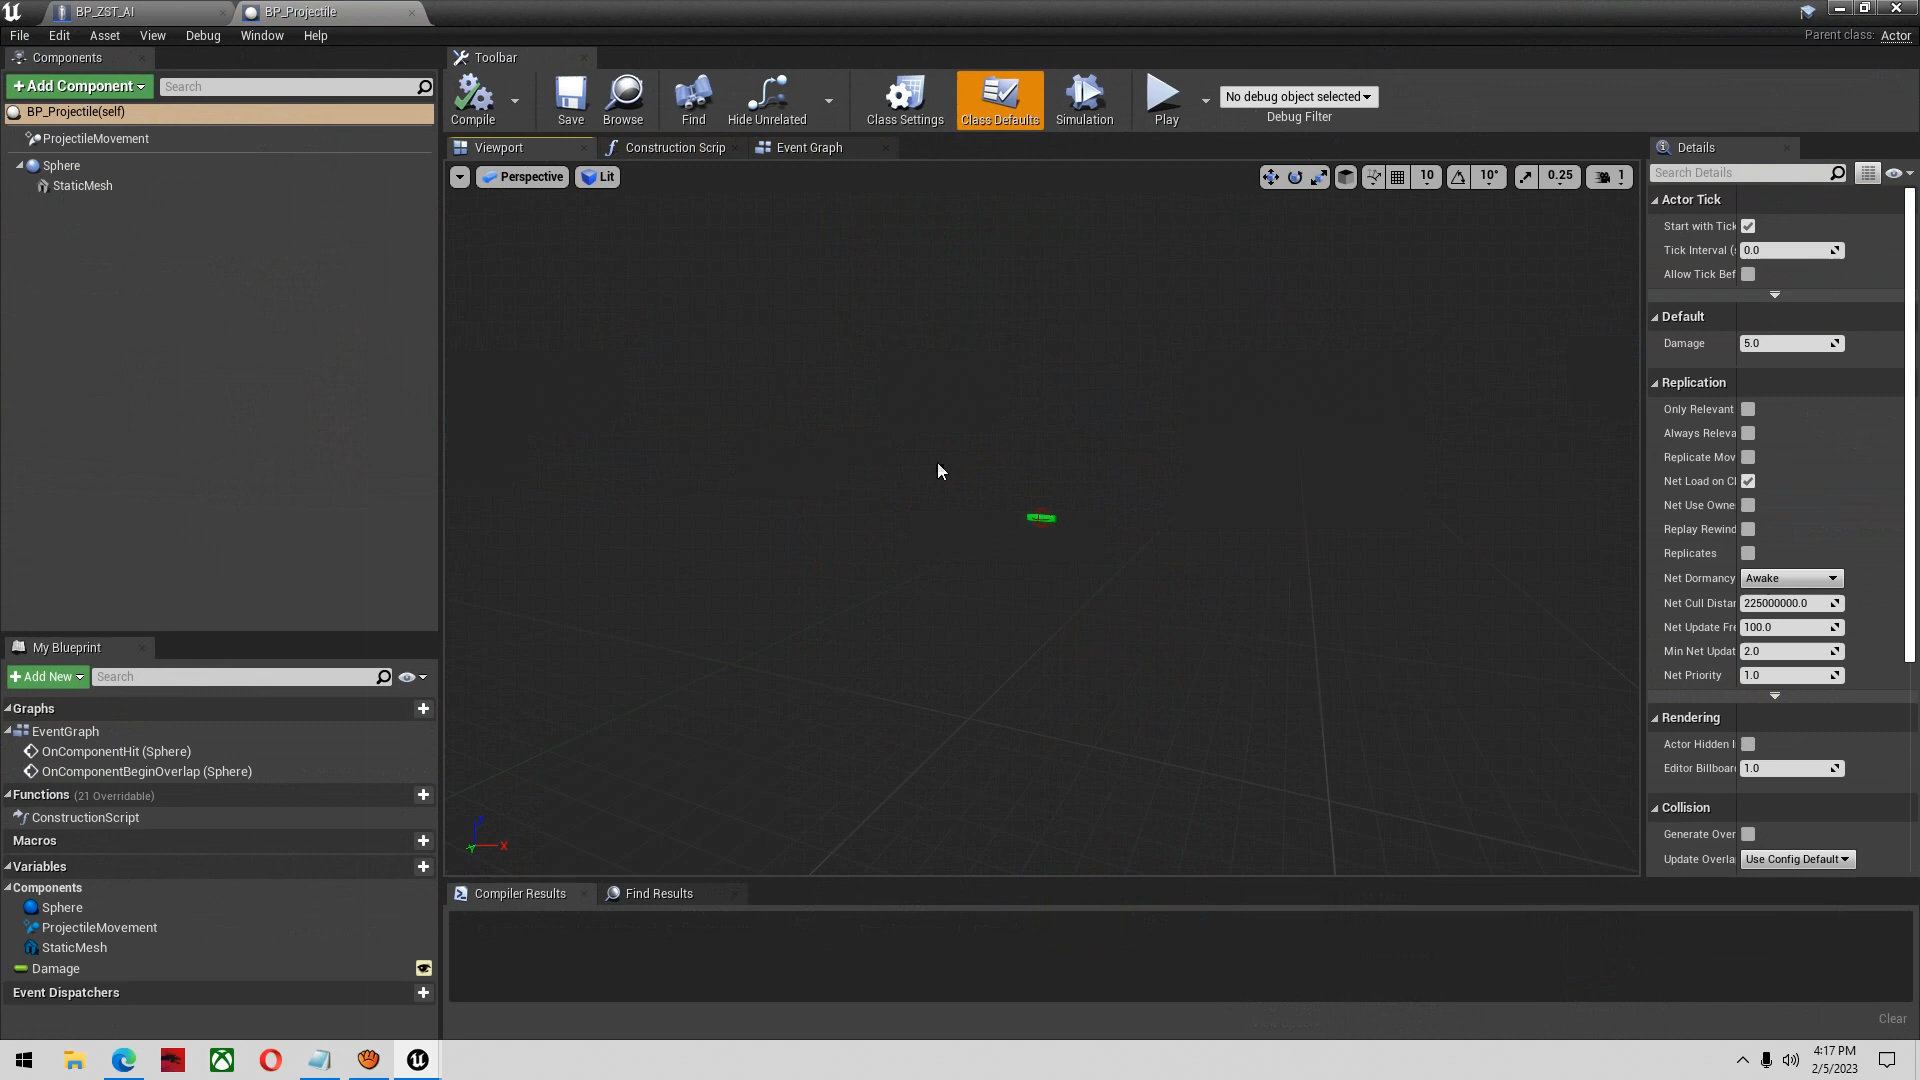 BP_ZST_AI
BP_Projectile
File Edit Asset View Debug Window Help
Parent class: Actor
Components
Toolbar
Add Component
Search
BP_Projectile(self)
ProjectileMovement
Sphere
StaticMesh
Compile
Save
Browse
Find
Hide Unrelated
Class Settings
Class Defaults
Simulation
Play
No debug object selected
Debug Filter
Viewport
Construction Scrip
Event Graph
Details
Perspective
Lit
10
10°
0.25
1
Search Details
Actor Tick
Start with Tick
Tick Interval (
0.0
Allow Tick Bef
Default
Damage
5.0
Replication
Only Relevant
Always Releva
Replicate Mov
Net Load on Cl
Net Use Owne
Replay Rewind
Replicates
Net Dormancy
Awake
Net Cull Distan
225000000.0
Net Update Fre
100.0
Min Net Updat
2.0
Net Priority
1.0
Rendering
Actor Hidden I
Editor Billboar
1.0
Collision
Generate Over
Update Overla
Use Config Default
X
My Blueprint
Add New
Search
Graphs
EventGraph
OnComponentHit (Sphere)
OnComponentBeginOverlap (Sphere)
Functions (21 Overridable)
ConstructionScript
Macros
Variables
Components
Sphere
ProjectileMovement
StaticMesh
Damage
Event Dispatchers
Compiler Results
Find Results
Clear
4:17 PM
2/5/2023